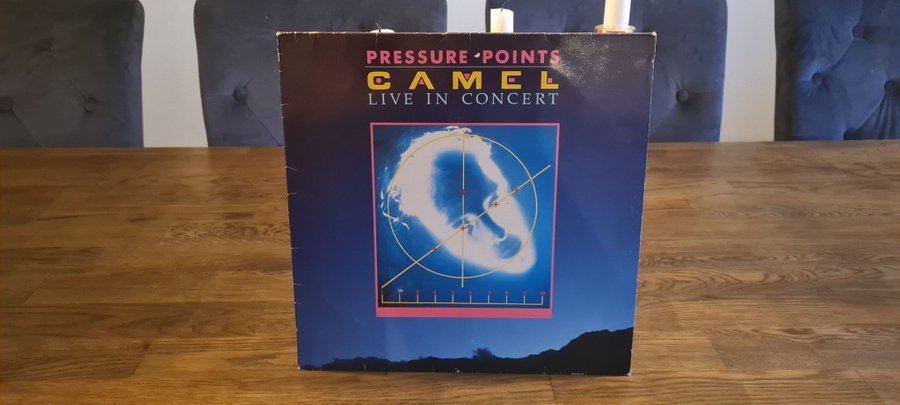 PRESSURE·POINTS
CAMEL
LIVE IN CONCERT